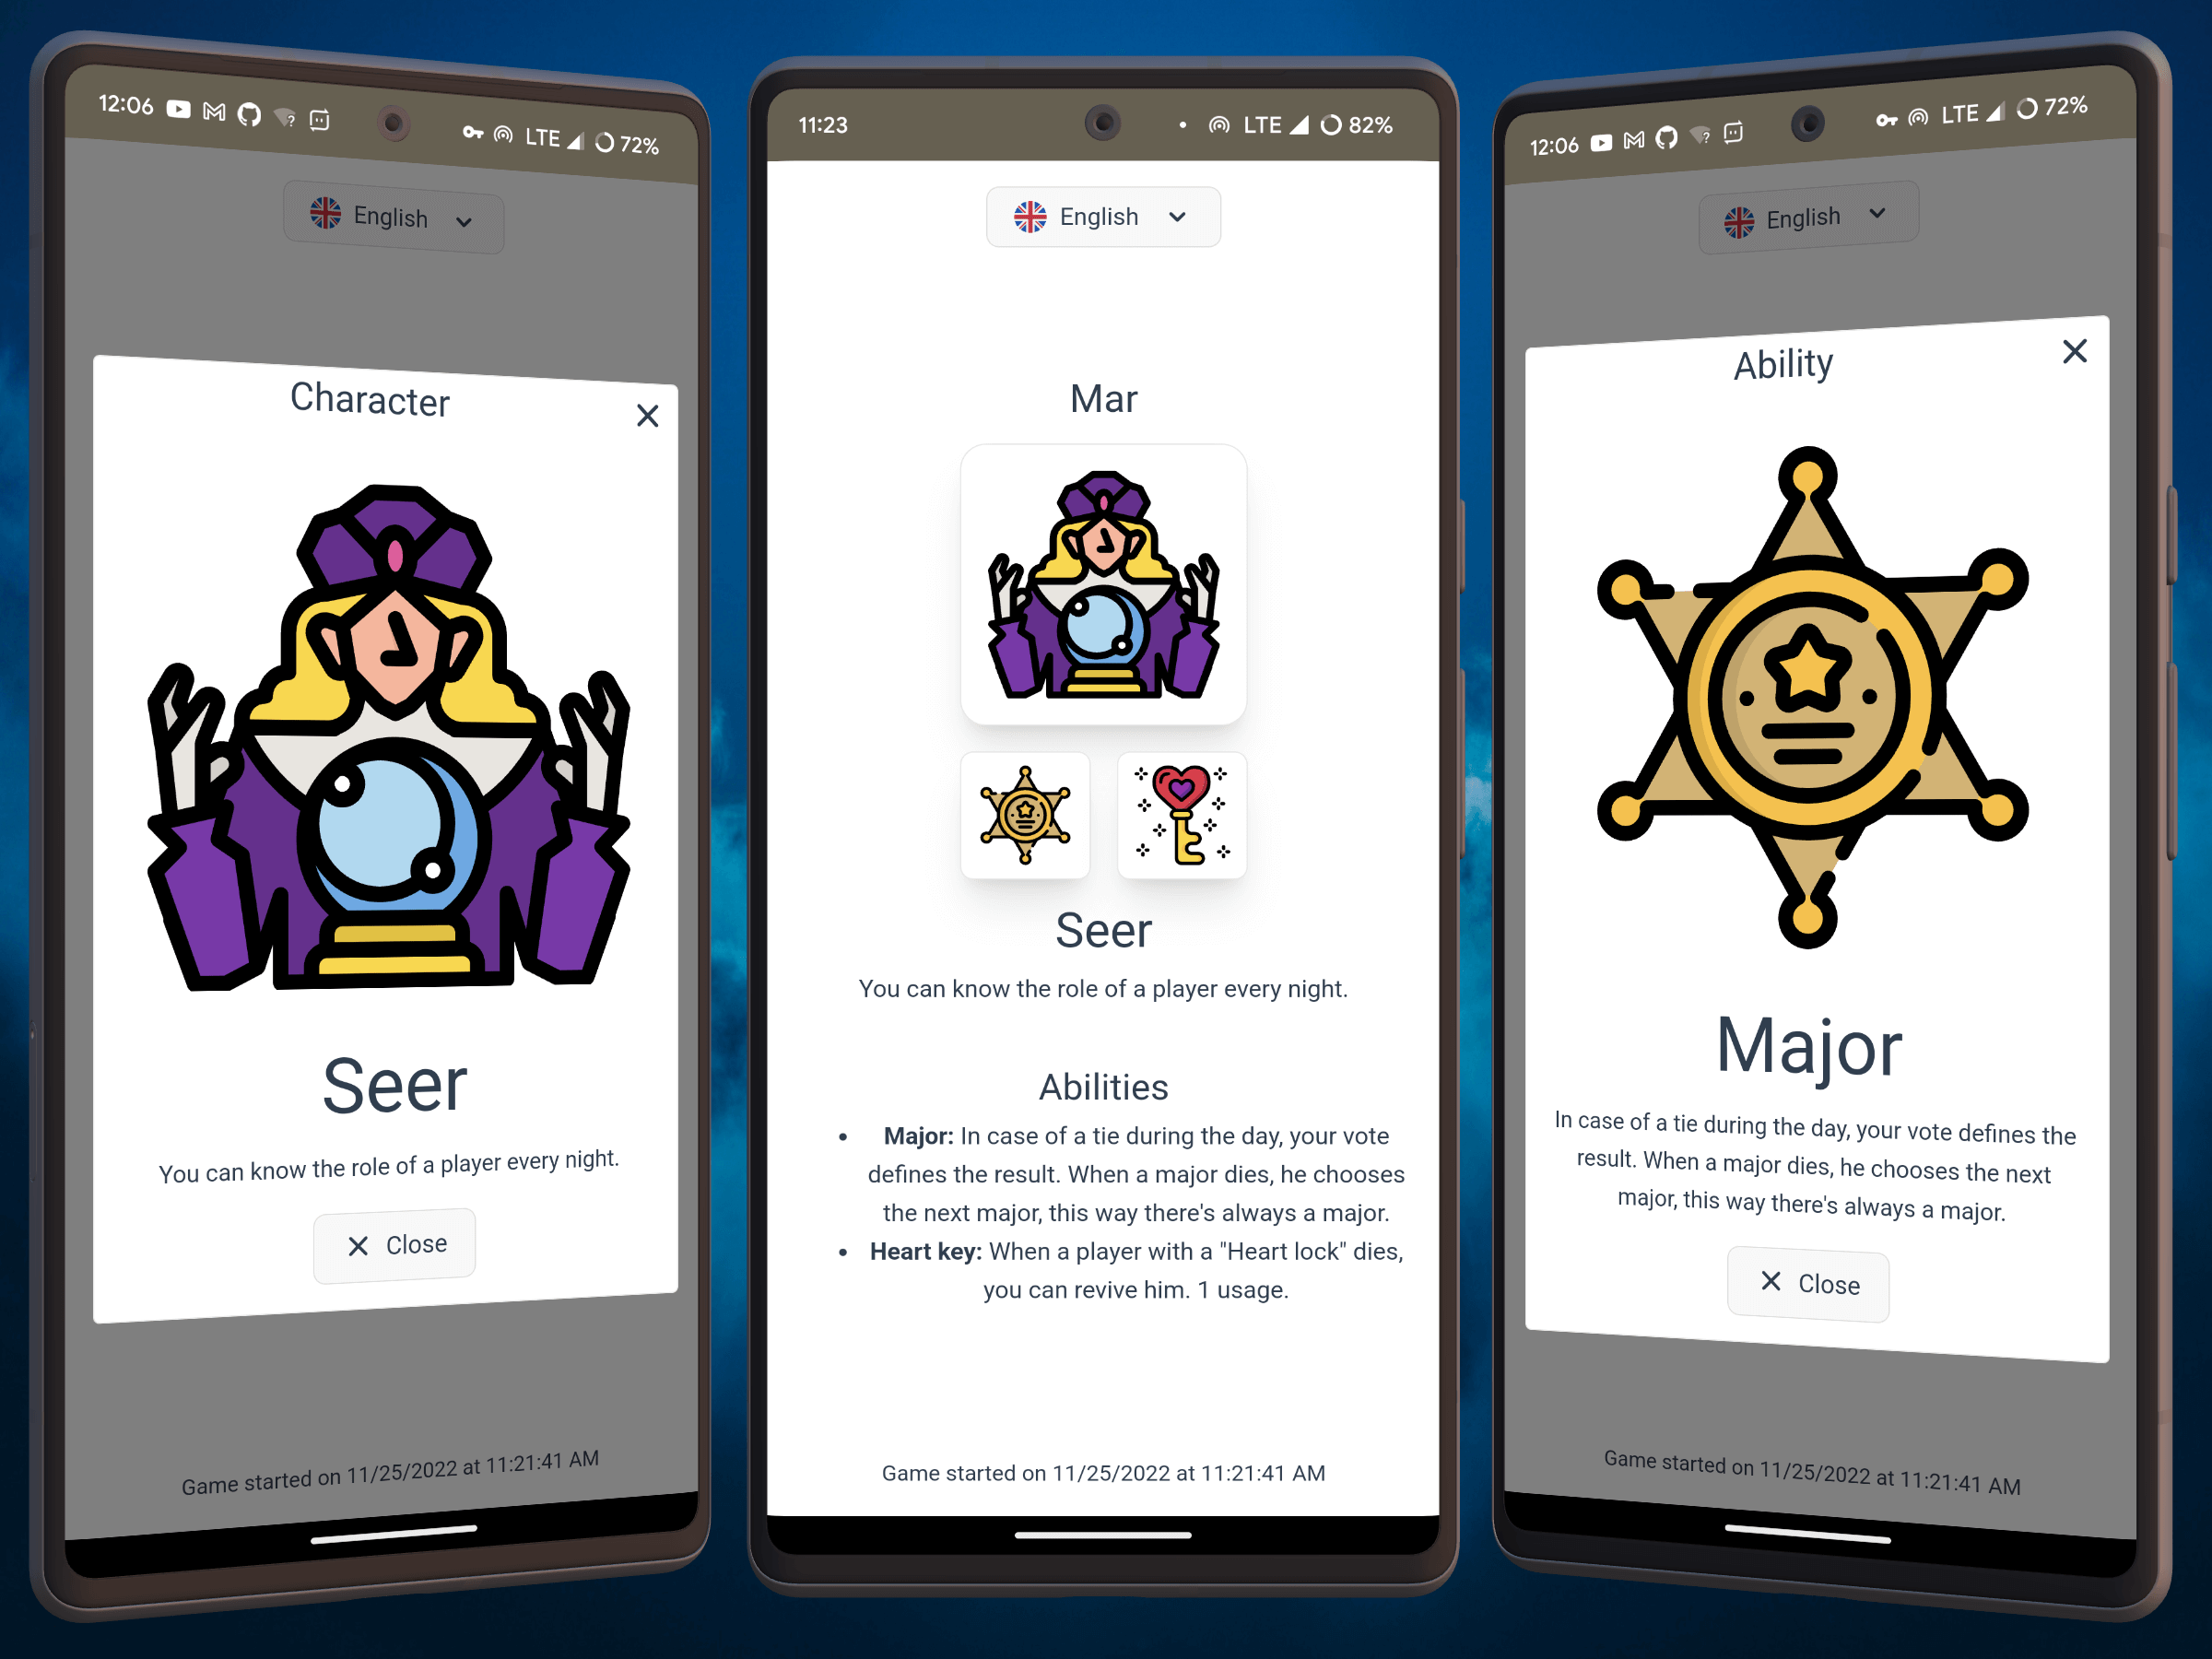 12:06
LTE 72%
English
Character
Seer
You can know the role of a player every night.
Close
Game started on 11/25/2022 at 11:21:41 AM
11:23
LTE 82%
English
Mar
Seer
You can know the role of a player every night.
Abilities
• Major: In case of a tie during the day, your vote
defines the result. When a major dies, he chooses
the next major, this way there's always a major.
• Heart key: When a player with a "Heart lock" dies,
you can revive him. 1 usage.
Game started on 11/25/2022 at 11:21:41 AM
12:06
LTE 72%
English
Ability
Major
In case of a tie during the day, your vote defines the
result. When a major dies, he chooses the next
major, this way there's always a major.
Close
Game started on 11/25/2022 at 11:21:41 AM